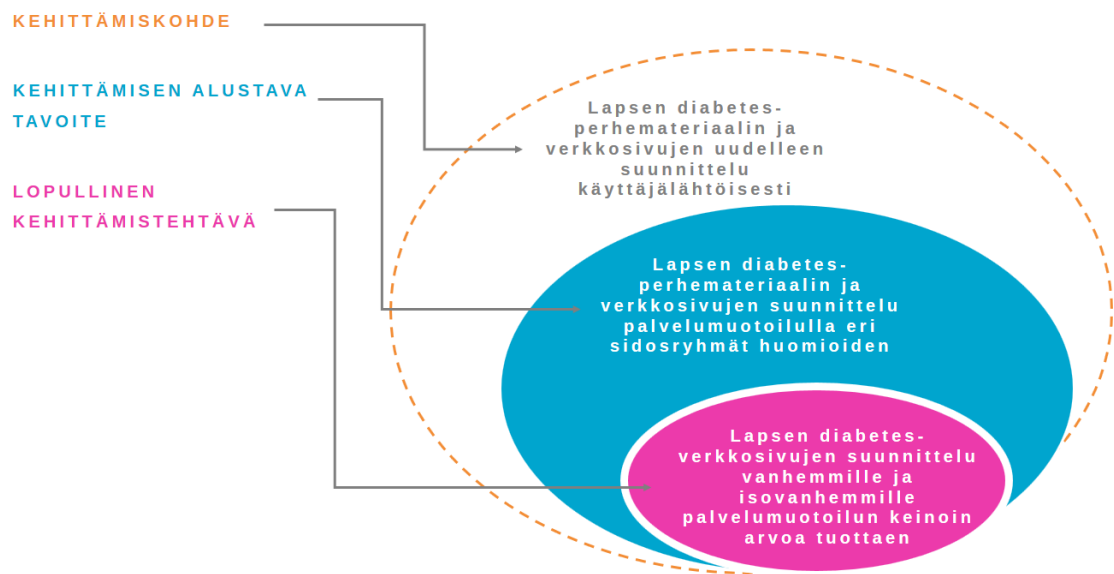 KEHITTÄMISKOHDE
KEHITTÄMISEN ALUSTAVA
TAVOITE
LOPULLINEN
KEHITTÄMISTEHTÄVÄ
Lapsen diabetes-
perhemateriaalin ja
verkkosivujen uudelleen
suunnittelu
käyttäjälähtöisesti
Lapsen diabetes-
perhemateriaalin ja
verkkosivujen suunnittelu
palvelumuotoilulla eri
sidosryhmät huomioiden
Lapsen diabetes-
verkkosivujen suunnittelu
vanhemmille ja
isovanhemmille
palvelumuotoilun keinoin
arvoa tuottaen